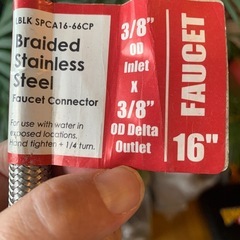 LBLK SPCA16-66CP
Braided
Stainless
Steel
Faucet Connector
For use with water in
exposed locations.
Hand tighten + 1/4 turn.
3/8"
OD
Inlet
X
3/8"
OD Delta
Outlet
FAUCET
16"